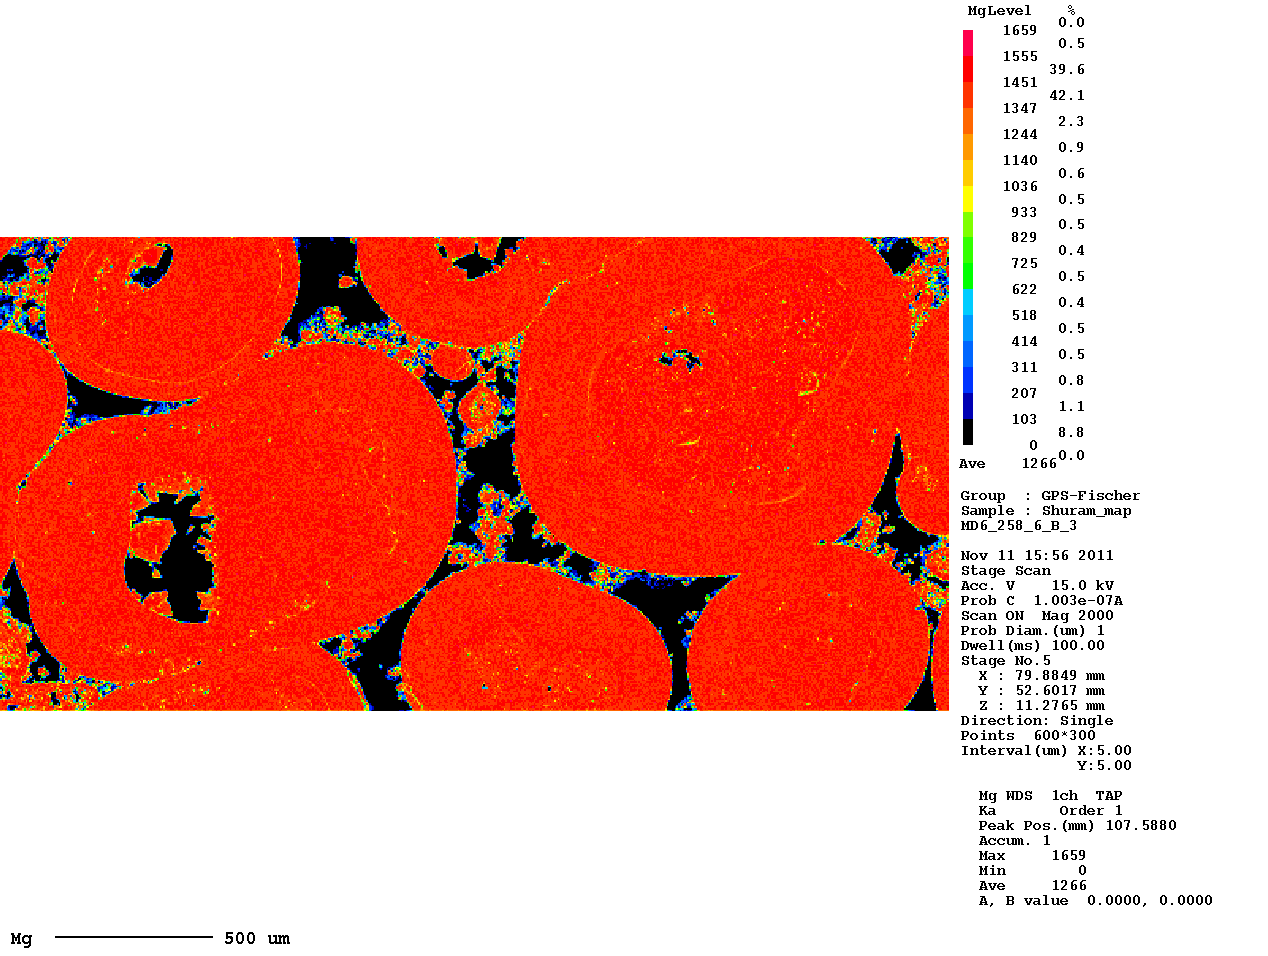 MgLevel %
0.0
1659
0.5
1555
39.6
1451
42.1
1347
2.3
1244
0.9
1140
0.6
1036
0.5
933
0.5
829
0.4
725
0.5
622
0.4
518
0.5
414
0.5
311
0.8
207
1.1
103
8.8
0
0.0
Ave 1266
Group : GPS-Fischer
Sample : Shuram_map
MD6_258_6_B_3
Nov 11 15:56 2011
Stage Scan
Acc. V 15.0 kV
Prob C 1.003e-07A
Scan ON Mag 2000
Prob Diam.(um) 1
Dwell(ms) 100.00
Stage No.5
X : 79.8849 mm
Y : 52.6017 mm
Z : 11.2765 mm
Direction: Single
Points 600*300
Interval(um) X:5.00
Y:5.00
Mg WDS 1ch TAP
Ka Order 1
Peak Pos.(mm) 107.5880
Accum. 1
Max 1659
Min 0
Ave 1266
A, B value 0.0000, 0.0000
Mg 500 um